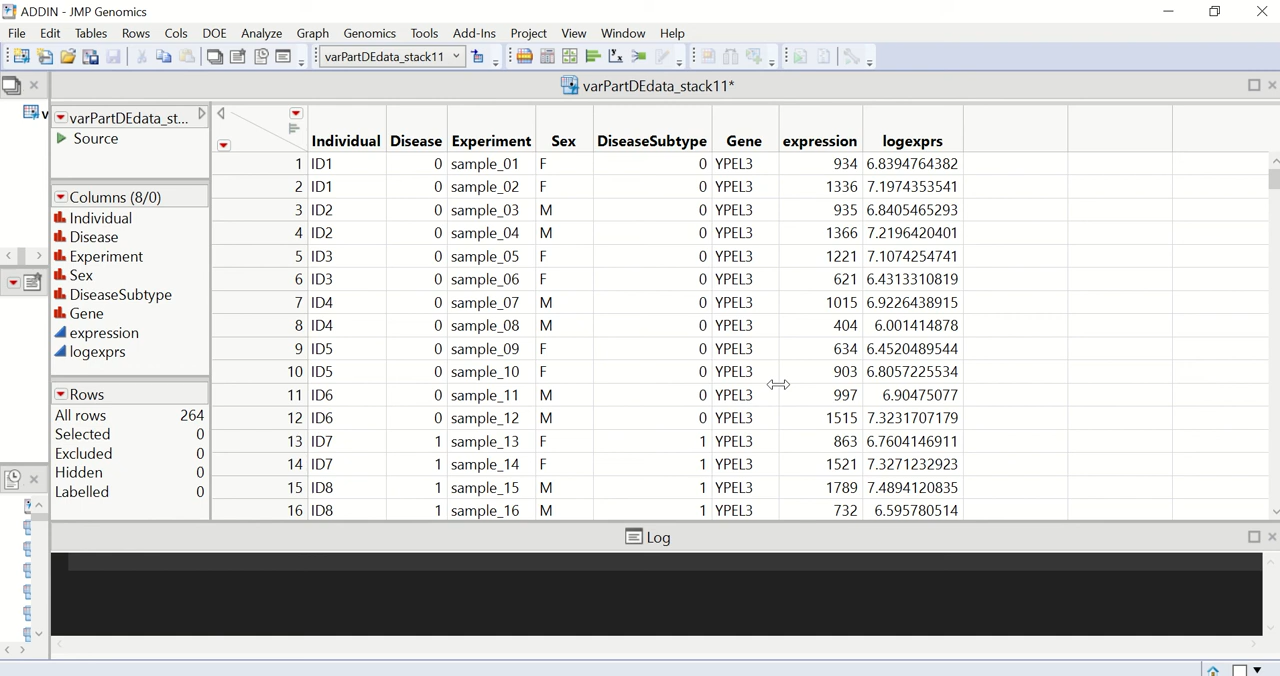 ADDIN - JMP Genomics
File Edit Tables Rows Cols DOE Analyze Graph Genomics Tools Add-Ins Project View Window Help
varPartDEdata_stack11
varPartDEdata_stack11*
v
varPartDEdata_st...
Source
Columns (8/0)
Individual
Disease
Experiment
Sex
DiseaseSubtype
Gene
expression
logexprs
Rows
All rows 264
Selected 0
Excluded 0
Hidden 0
Labelled 0
Individual Disease Experiment Sex DiseaseSubtype Gene expression logexprs
1 ID1 0 sample_01 F 0 YPEL3 934 6.8394764382
2 ID1 0 sample_02 F 0 YPEL3 1336 7.1974353541
3 ID2 0 sample_03 M 0 YPEL3 935 6.8405465293
4 ID2 0 sample_04 M 0 YPEL3 1366 7.2196420401
5 ID3 0 sample_05 F 0 YPEL3 1221 7.1074254741
6 ID3 0 sample_06 F 0 YPEL3 621 6.4313310819
7 ID4 0 sample_07 M 0 YPEL3 1015 6.9226438915
8 ID4 0 sample_08 M 0 YPEL3 404 6.001414878
9 ID5 0 sample_09 F 0 YPEL3 634 6.4520489544
10 ID5 0 sample_10 F 0 YPEL3 903 6.8057225534
11 ID6 0 sample_11 M 0 YPEL3 997 6.90475077
12 ID6 0 sample_12 M 0 YPEL3 1515 7.3231707179
13 ID7 1 sample_13 F 1 YPEL3 863 6.7604146911
14 ID7 1 sample_14 F 1 YPEL3 1521 7.3271232923
15 ID8 1 sample_15 M 1 YPEL3 1789 7.4894120835
16 ID8 1 sample_16 M 1 YPEL3 732 6.595780514
Log